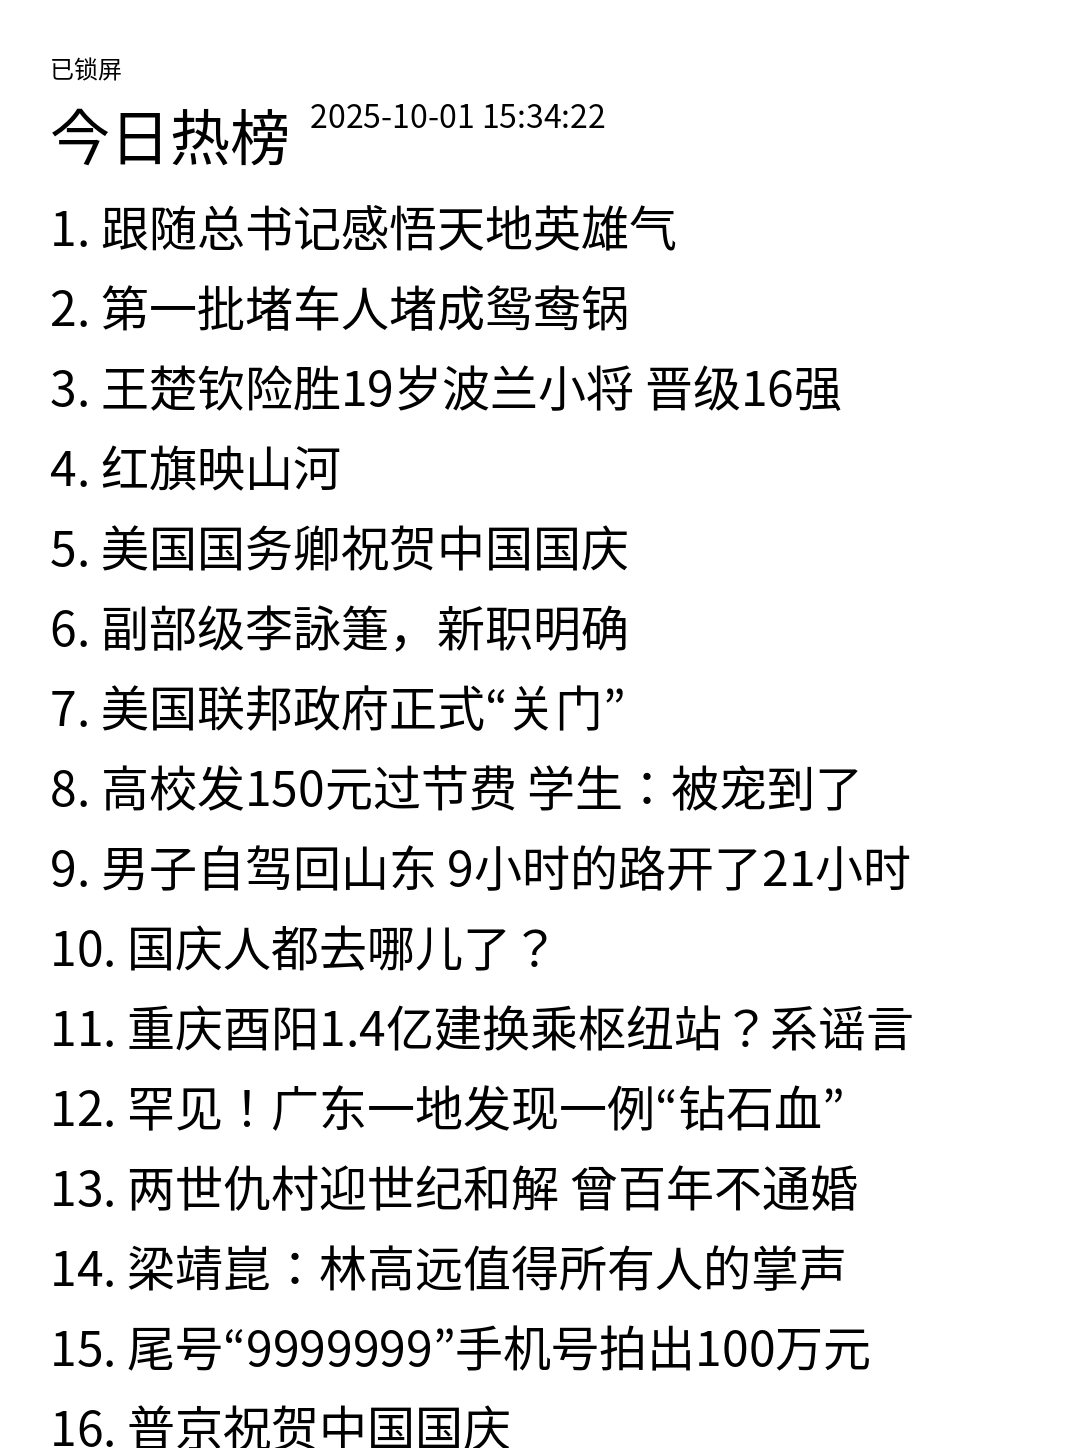 已锁屏
今日热榜 2025-10-01 15:34:22
1. 跟随总书记感悟天地英雄气
2. 第一批堵车人堵成鸳鸯锅
3. 王楚钦险胜19岁波兰小将 晋级16强
4. 红旗映山河
5. 美国国务卿祝贺中国国庆
6. 副部级李詠箑，新职明确
7. 美国联邦政府正式“关门”
8. 高校发150元过节费 学生：被宠到了
9. 男子自驾回山东 9小时的路开了21小时
10. 国庆人都去哪儿了？
11. 重庆酉阳1.4亿建换乘枢纽站？系谣言
12. 罕见！广东一地发现一例“钻石血”
13. 两世仇村迎世纪和解 曾百年不通婚
14. 梁靖崑：林高远值得所有人的掌声
15. 尾号“9999999”手机号拍出100万元
16. 普京祝贺中国国庆